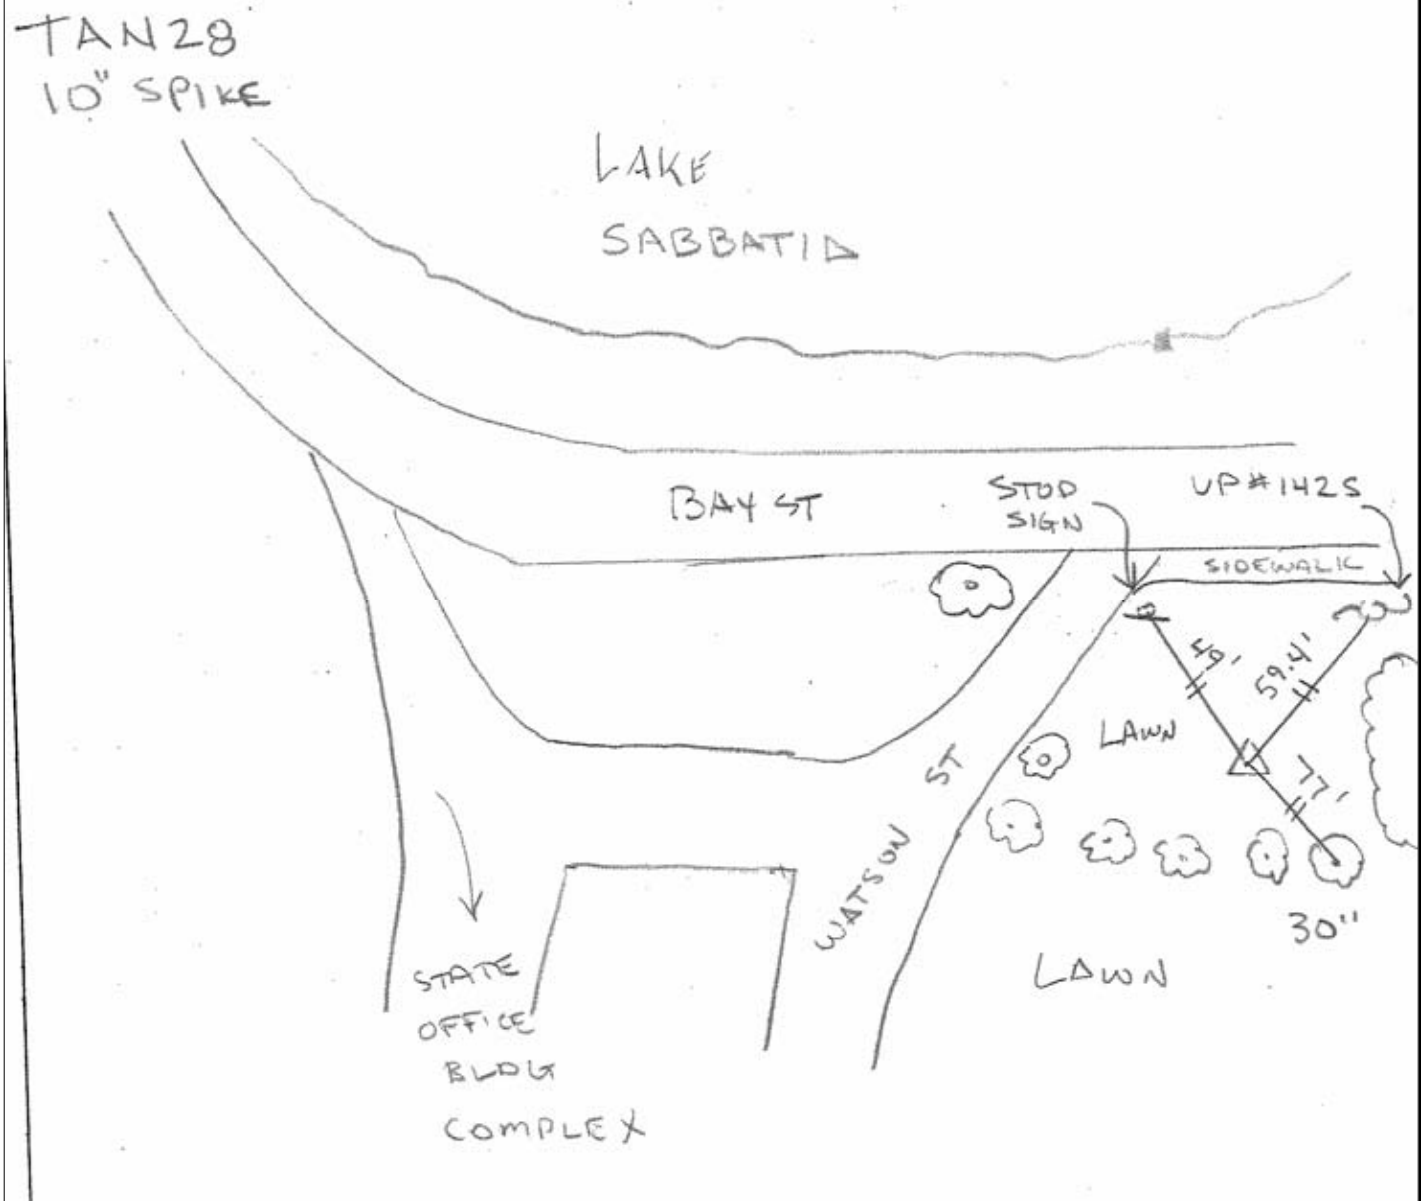 TAN28
10" SPIKE
LAKE
SABBATIA
BAY ST
STOP
SIGN
UP#1425
SIDEWALK
49'
59.4'
LAWN
77'
WATSON ST
30"
LAWN
STATE
OFFICE
BLDG
COMPLEX